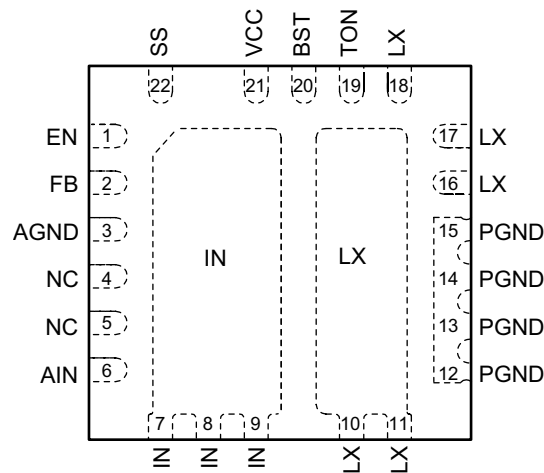 SS
VCC
BST
TON
LX
22
21
20
19
18
EN 1
FB 2
AGND 3
NC 4
NC 5
AIN 6
IN
LX
17 LX
16 LX
15 PGND
14 PGND
13 PGND
12 PGND
7
8
9
10
11
IN
IN
IN
LX
LX